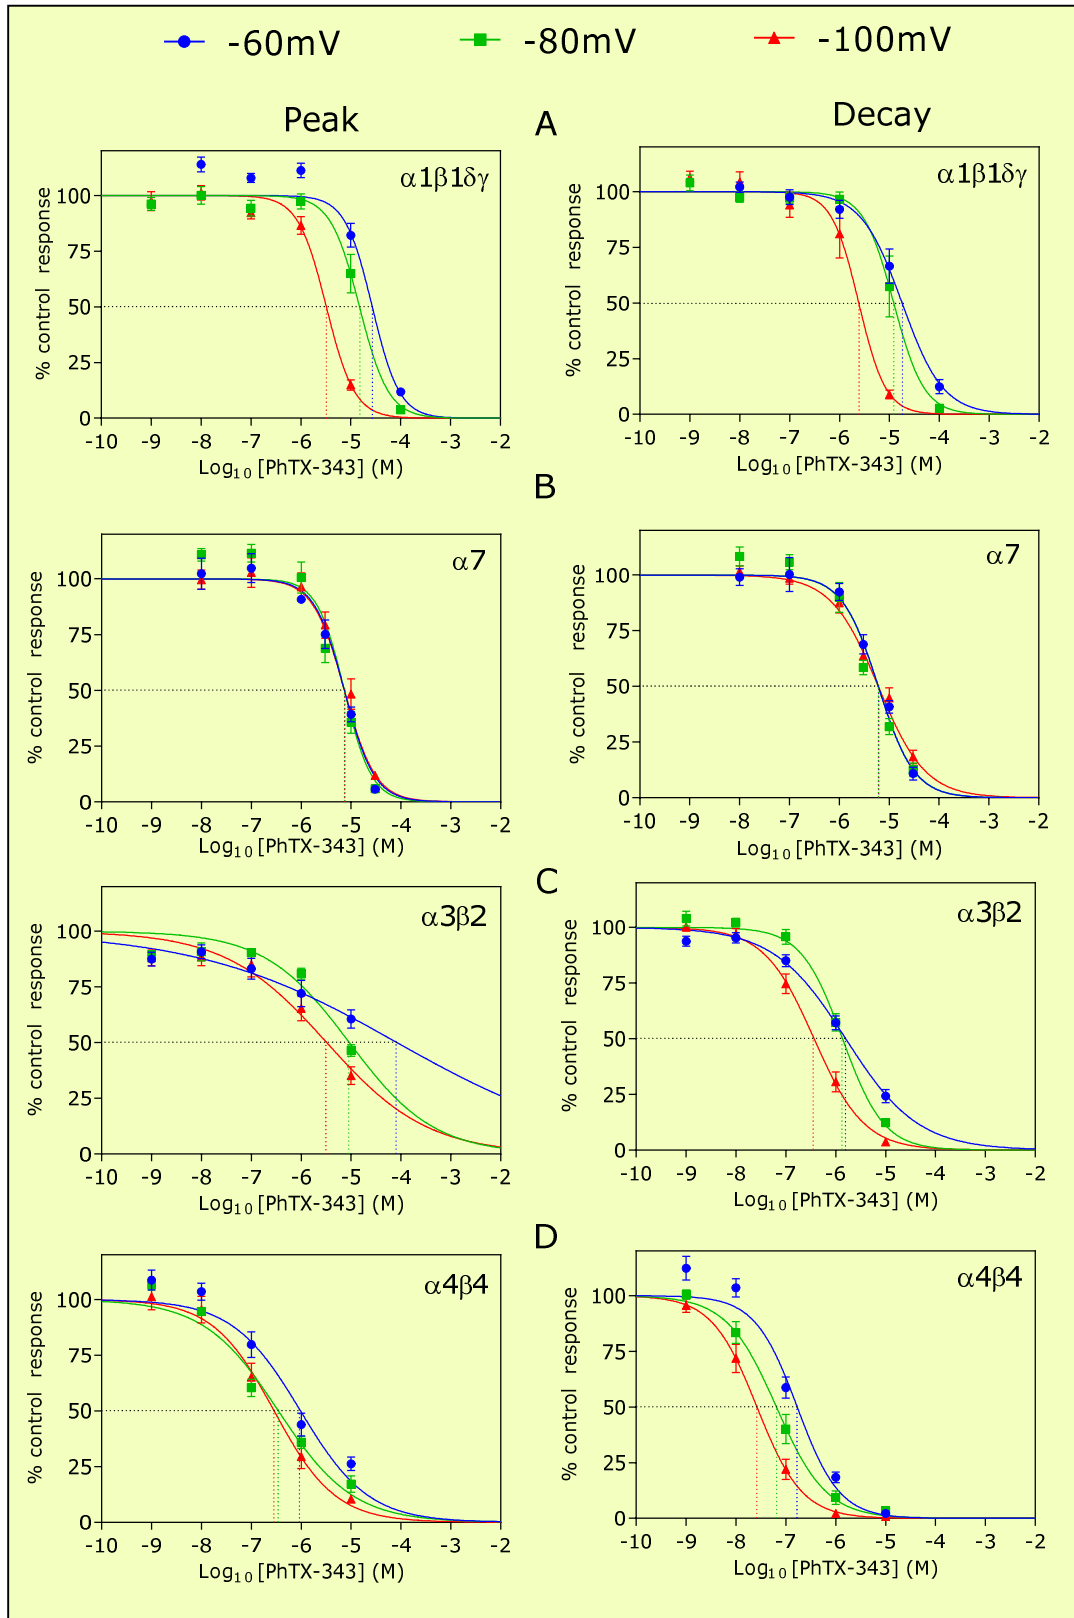 -60mV -80mV -100mV
Peak A Decay
α1β1δγ α1β1δγ
% control response
100
75
50
25
0
-10 -9 -8 -7 -6 -5 -4 -3 -2
Log10 [PhTX-343] (M)
% control response
100
75
50
25
0
-10 -9 -8 -7 -6 -5 -4 -3 -2
Log10 [PhTX-343] (M)
B
α7 α7
% control response
100
75
50
25
0
-10 -9 -8 -7 -6 -5 -4 -3 -2
Log10 [PhTX-343] (M)
% control response
100
75
50
25
0
-10 -9 -8 -7 -6 -5 -4 -3 -2
Log10 [PhTX-343] (M)
C
α3β2 α3β2
% control response
100
75
50
25
0
-10 -9 -8 -7 -6 -5 -4 -3 -2
Log10 [PhTX-343] (M)
% control response
100
75
50
25
0
-10 -9 -8 -7 -6 -5 -4 -3 -2
Log10 [PhTX-343] (M)
D
α4β4 α4β4
% control response
100
75
50
25
0
-10 -9 -8 -7 -6 -5 -4 -3 -2
Log10 [PhTX-343] (M)
% control response
100
75
50
25
0
-10 -9 -8 -7 -6 -5 -4 -3 -2
Log10 [PhTX-343] (M)